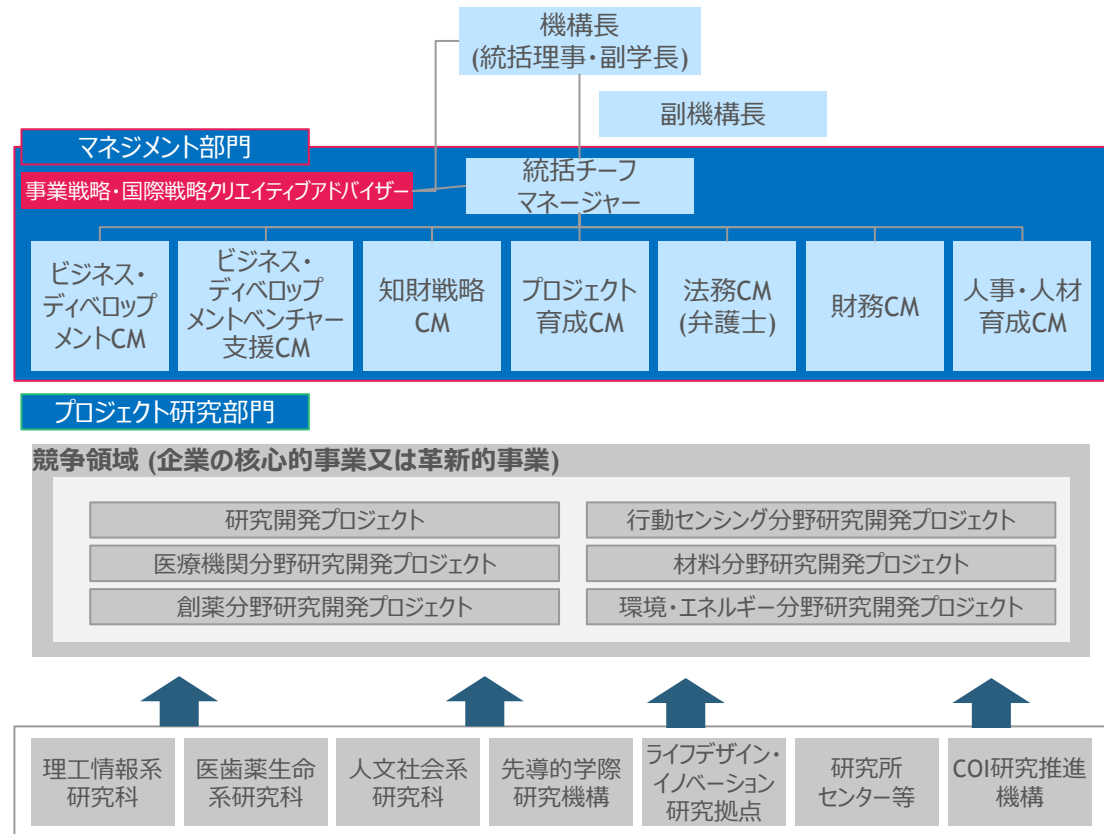 機構長
(統括理事・副学長)
副機構長
マネジメント部門
事業戦略・国際戦略クリエイティブアドバイザー
統括チーフ
マネージャー
ビジネス・
ディベロップ
メントCM
ビジネス・
ディベロップ
メントベンチャー
支援CM
知財戦略
CM
プロジェクト
育成CM
法務CM
(弁護士)
財務CM
人事・人材
育成CM
プロジェクト研究部門
競争領域 (企業の核心的事業又は革新的事業)
研究開発プロジェクト
行動センシング分野研究開発プロジェクト
医療機関分野研究開発プロジェクト
材料分野研究開発プロジェクト
創薬分野研究開発プロジェクト
環境・エネルギー分野研究開発プロジェクト
理工情報系
研究科
医歯薬生命
系研究科
人文社会系
研究科
先導的学際
研究機構
ライフデザイン・
イノベーション
研究拠点
研究所
センター等
COI研究推進
機構